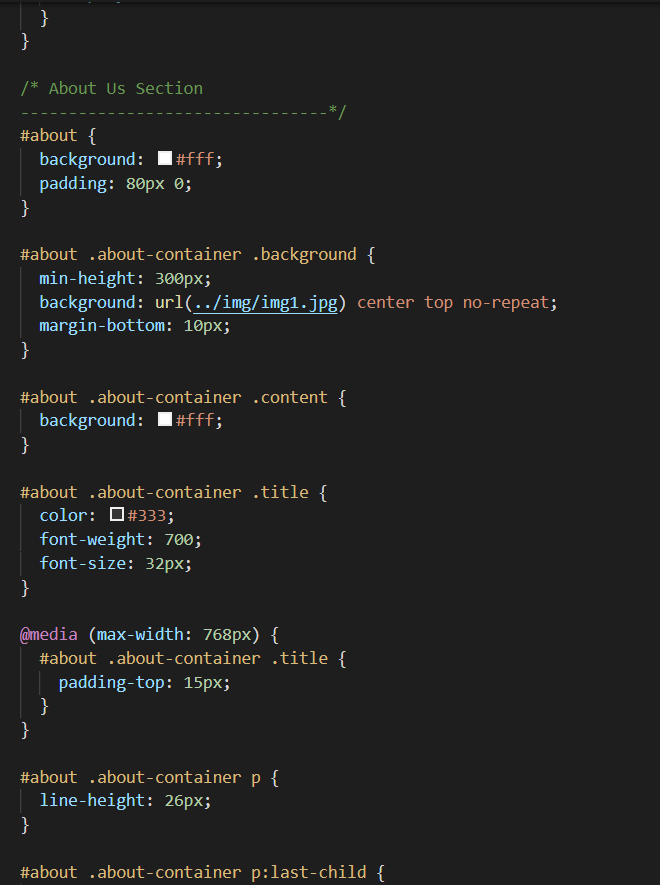 }
}
/* About Us Section
--------------------------------*/
#about {
background: #fff;
padding: 80px 0;
}
#about .about-container .background {
min-height: 300px;
background: url(../img/img1.jpg) center top no-repeat;
margin-bottom: 10px;
}
#about .about-container .content {
background: #fff;
}
#about .about-container .title {
color: #333;
font-weight: 700;
font-size: 32px;
}
@media (max-width: 768px) {
#about .about-container .title {
padding-top: 15px;
}
}
#about .about-container p {
line-height: 26px;
}
#about .about-container p:last-child {